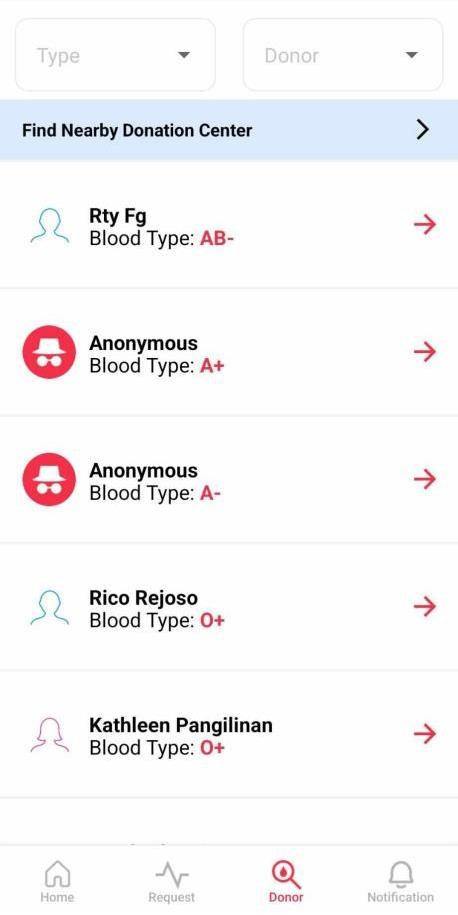 Type
Donor
Find Nearby Donation Center
Rty Fg
Blood Type: AB-
Anonymous
Blood Type: A+
Anonymous
Blood Type: A-
Rico Rejoso
Blood Type: O+
Kathleen Pangilinan
Blood Type: O+
Home
Request
Donor
Notification